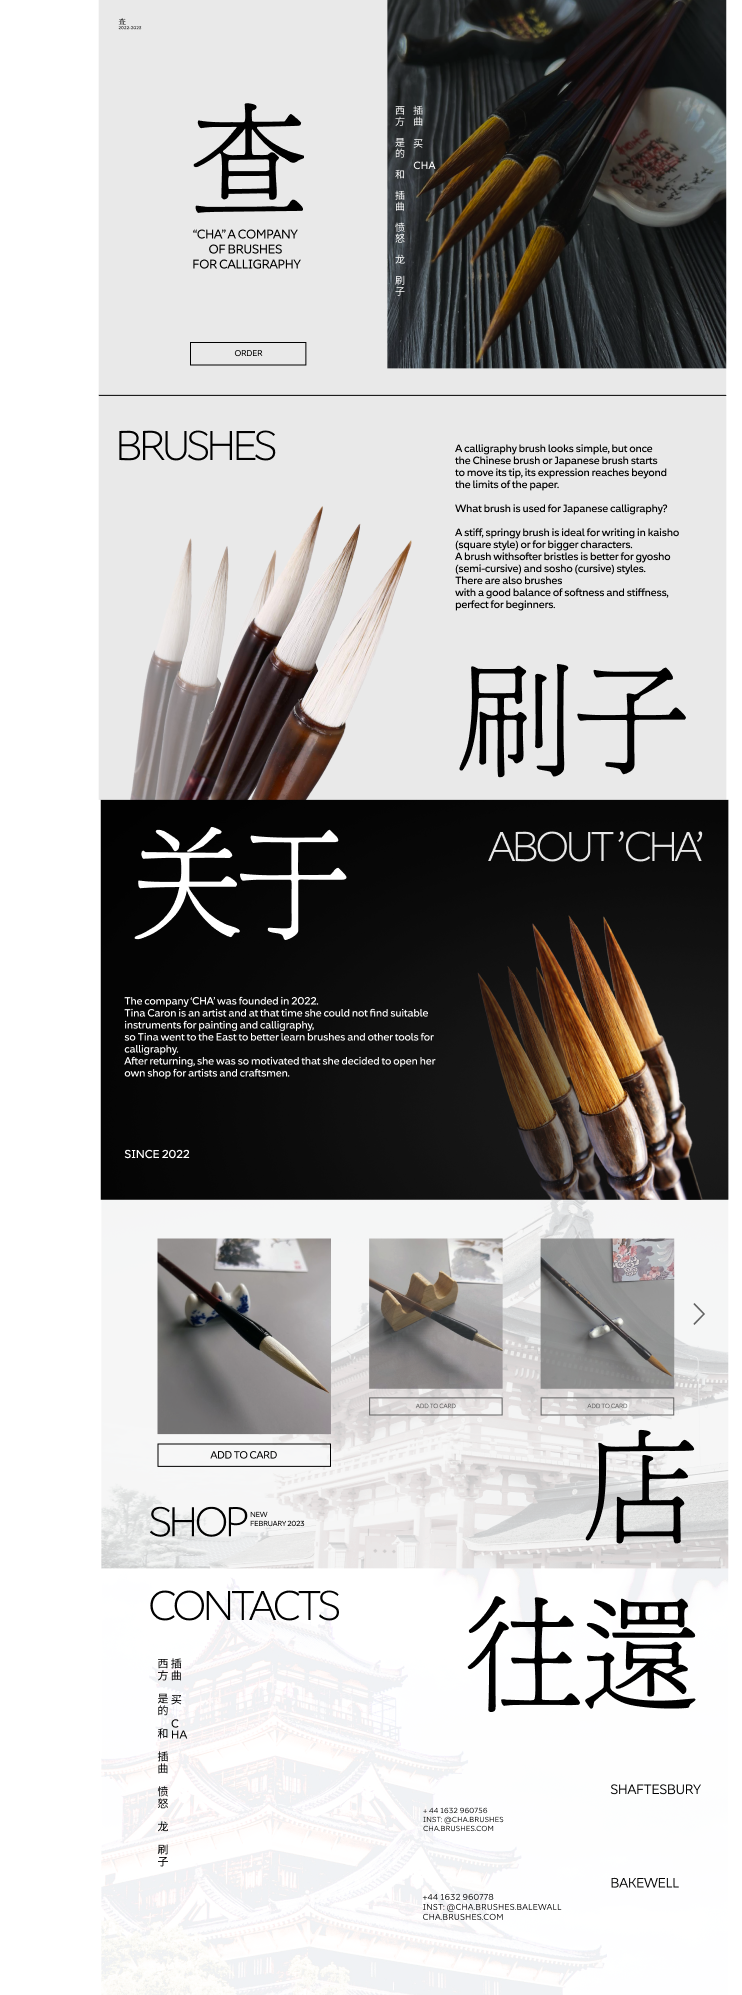 查
2022-2023
查
“CHA” A COMPANY
OF BRUSHES
FOR CALLIGRAPHY
ORDER
插曲 买 CHA
西方 是的 和 插曲 愤怒 龙 刷子
BRUSHES
A calligraphy brush looks simple, but once
the Chinese brush or Japanese brush starts
to move its tip, its expression reaches beyond
the limits of the paper.
What brush is used for Japanese calligraphy?
A stiff, springy brush is ideal for writing in kaisho
(square style) or for bigger characters.
A brush withsofter bristles is better for gyosho
(semi-cursive) and sosho (cursive) styles.
There are also brushes
with a good balance of softness and stiffness,
perfect for beginners.
刷子
关于
ABOUT ’CHA’
The company ‘CHA’ was founded in 2022.
Tina Caron is an artist and at that time she could not find suitable
instruments for painting and calligraphy,
so Tina went to the East to better learn brushes and other tools for
calligraphy.
After returning, she was so motivated that she decided to open her
own shop for artists and craftsmen.
SINCE 2022
ADD TO CARD
ADD TO CARD
ADD TO CARD
店
SHOP
NEW
FEBRUARY 2023
CONTACTS
往還
插曲 买 C
HA
西方 是的 和 插曲 愤怒 龙 刷子
SHAFTESBURY
+ 44 1632 960756
INST: @CHA.BRUSHES
CHA.BRUSHES.COM
BAKEWELL
+44 1632 960778
INST: @CHA.BRUSHES.BALEWALL
CHA.BRUSHES.COM